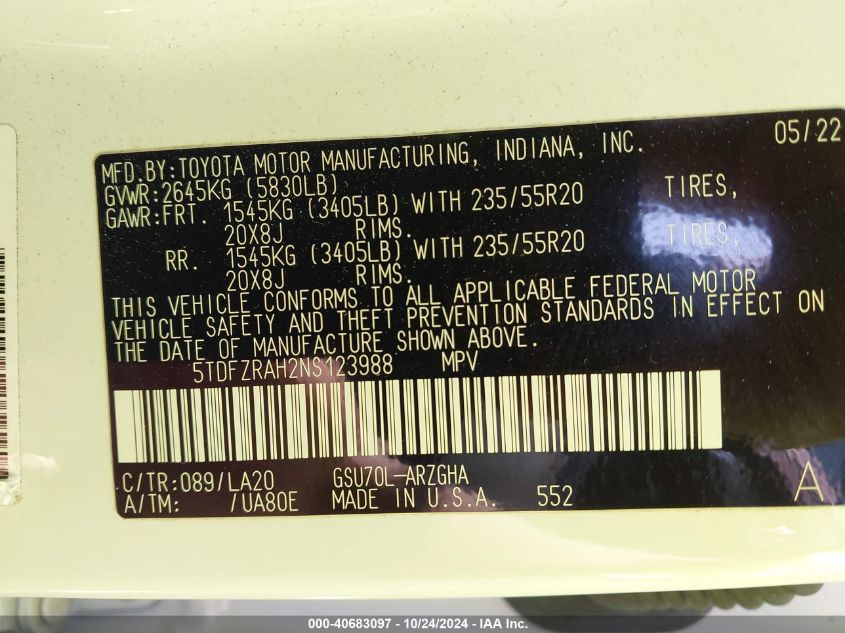 05/22
MFD.BY:TOYOTA MOTOR MANUFACTURING, INDIANA, INC.
GVWR:2645KG (5830LB)
GAWR:FRT. 1545KG (3405LB) WITH 235/55R20 TIRES,
20X8J RIMS.
RR. 1545KG (3405LB) WITH 235/55R20 TIRES,
20X8J RIMS.
THIS VEHICLE CONFORMS TO ALL APPLICABLE FEDERAL MOTOR
VEHICLE SAFETY AND THEFT PREVENTION STANDARDS IN EFFECT ON
THE DATE OF MANUFACTURE SHOWN ABOVE.
5TDFZRAH2NS123988 MPV
C/TR:089/LA20 GSU70L-ARZGHA
A/TM: /UA80E MADE IN U.S.A. 552 A
000-40683097 - 10/24/2024 - IAA Inc.